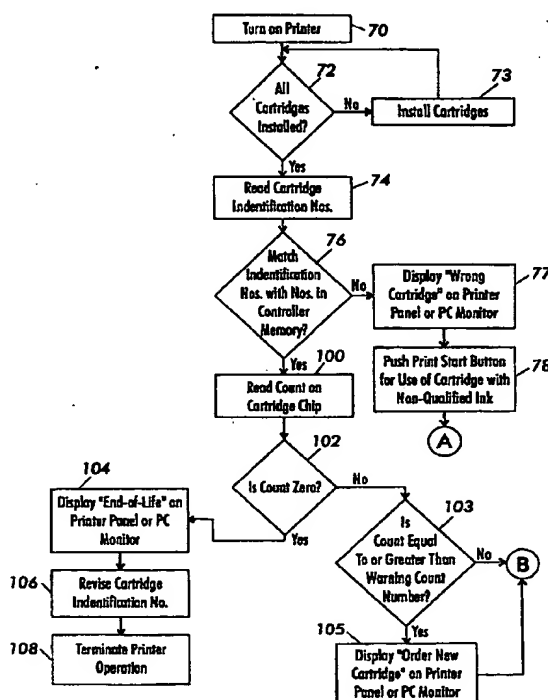 Turn on Printer
70
72
73
All
Cartridges
Installed?
No
Install Cartridges
Yes
74
Read Cartridge
Indentification Nos.
76
77
Match
Indentification
Nos. with Nos. in
Controller
Memory?
No
Display "Wrong
Cartridge" on Printer
Panel or PC Monitor
Yes
100
78
Read Count on
Cartridge Chip
Push Print Start Button
for Use of Cartridge with
Non-Qualified Ink
A
102
Is Count Zero?
No
Yes
104
Display "End-of-Life" on
Printer Panel or PC
Monitor
103
Is
Count Equal
To or Greater Than
Warning Count
Number?
No
B
106
Revise Cartridge
Indentification No.
Yes
105
108
Terminate Printer
Operation
Display "Order New
Cartridge" on Printer
Panel or PC Monitor